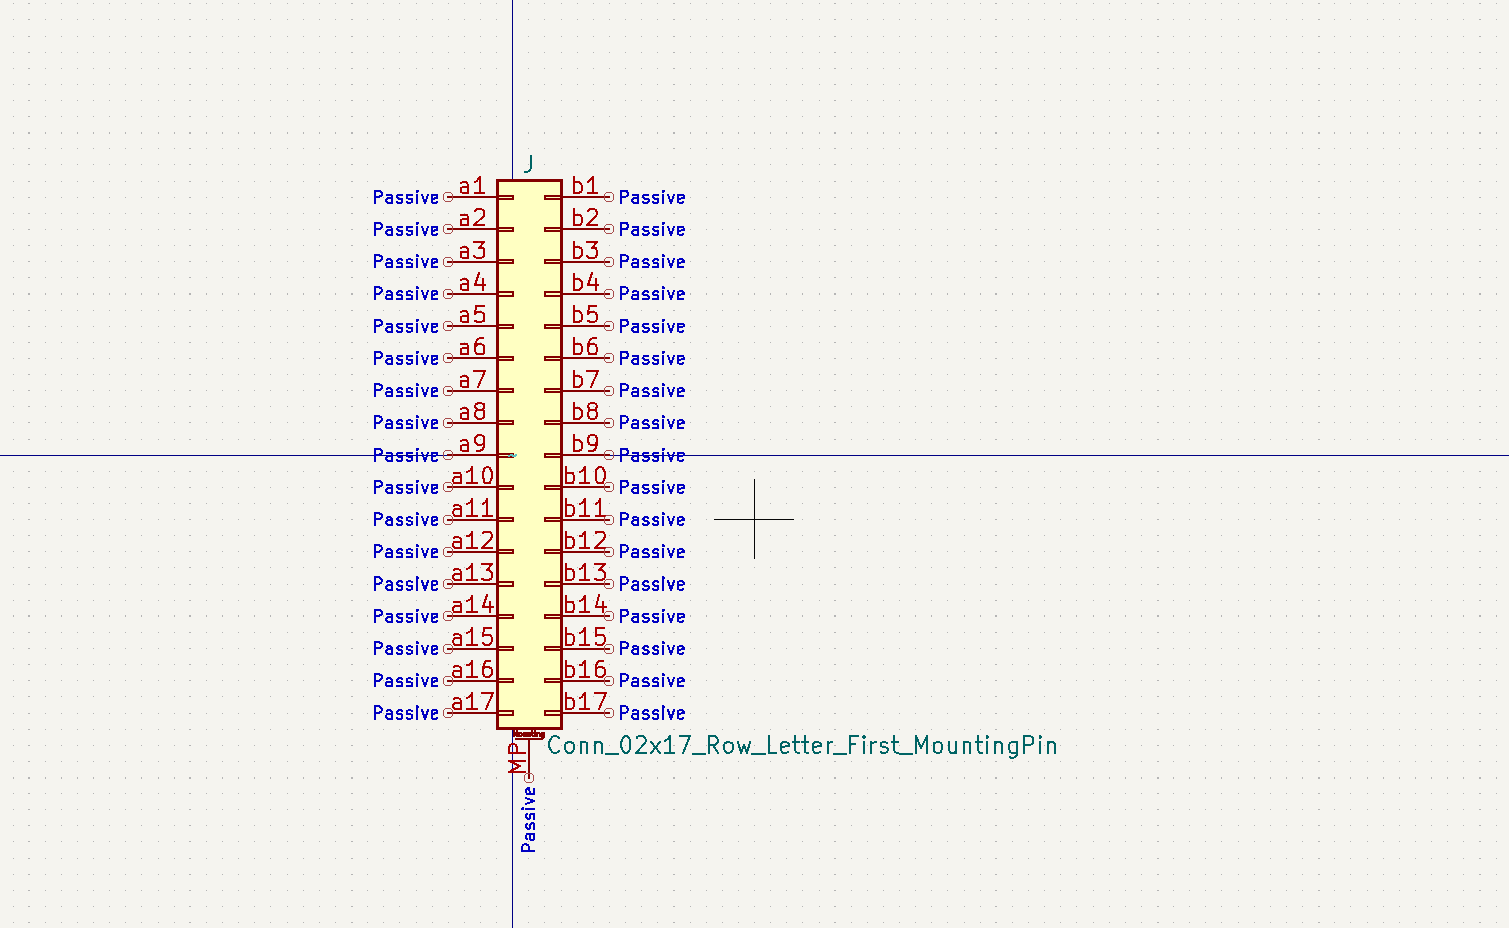 J
Passive a1 b1 Passive
Passive a2 b2 Passive
Passive a3 b3 Passive
Passive a4 b4 Passive
Passive a5 b5 Passive
Passive a6 b6 Passive
Passive a7 b7 Passive
Passive a8 b8 Passive
Passive a9 b9 Passive
Passive a10 b10 Passive
Passive a11 b11 Passive
Passive a12 b12 Passive
Passive a13 b13 Passive
Passive a14 b14 Passive
Passive a15 b15 Passive
Passive a16 b16 Passive
Passive a17 b17 Passive
Mounting
MP
Conn_02x17_Row_Letter_First_MountingPin
Passive